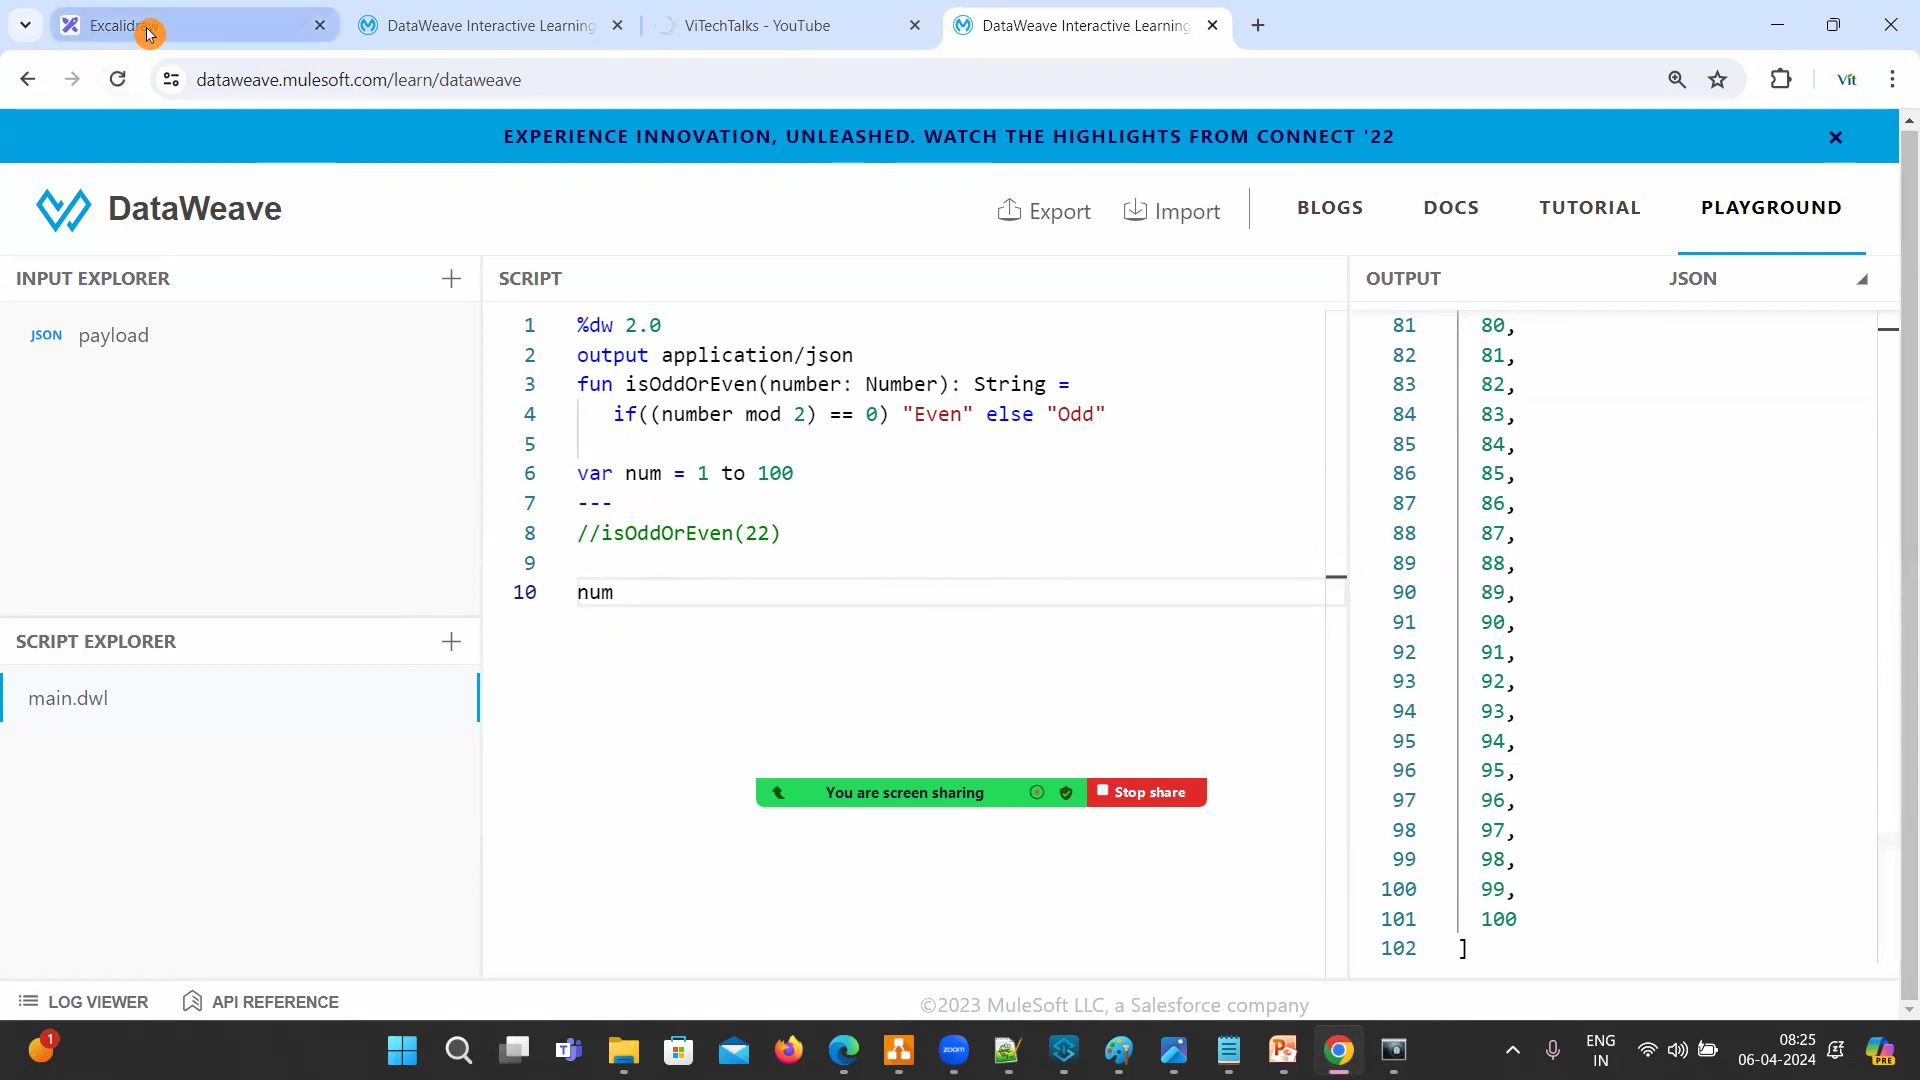 Excalidraw
DataWeave Interactive Learning
ViTechTalks - YouTube
DataWeave Interactive Learning
dataweave.mulesoft.com/learn/dataweave
Vit
EXPERIENCE INNOVATION, UNLEASHED. WATCH THE HIGHLIGHTS FROM CONNECT '22
DataWeave
Export
Import
BLOGS
DOCS
TUTORIAL
PLAYGROUND
INPUT EXPLORER
JSON payload
SCRIPT EXPLORER
main.dwl
SCRIPT
1 %dw 2.0
2 output application/json
3 fun isOddOrEven(number: Number): String =
4 if((number mod 2) == 0) "Even" else "Odd"
5
6 var num = 1 to 100
7 ---
8 //isOddOrEven(22)
9
10 num
OUTPUT
JSON
81 80,
82 81,
83 82,
84 83,
85 84,
86 85,
87 86,
88 87,
89 88,
90 89,
91 90,
92 91,
93 92,
94 93,
95 94,
96 95,
97 96,
98 97,
99 98,
100 99,
101 100
102 ]
You are screen sharing
Stop share
LOG VIEWER
API REFERENCE
©2023 MuleSoft LLC, a Salesforce company
1
zoom
ENG
IN
08:25
06-04-2024
PRE